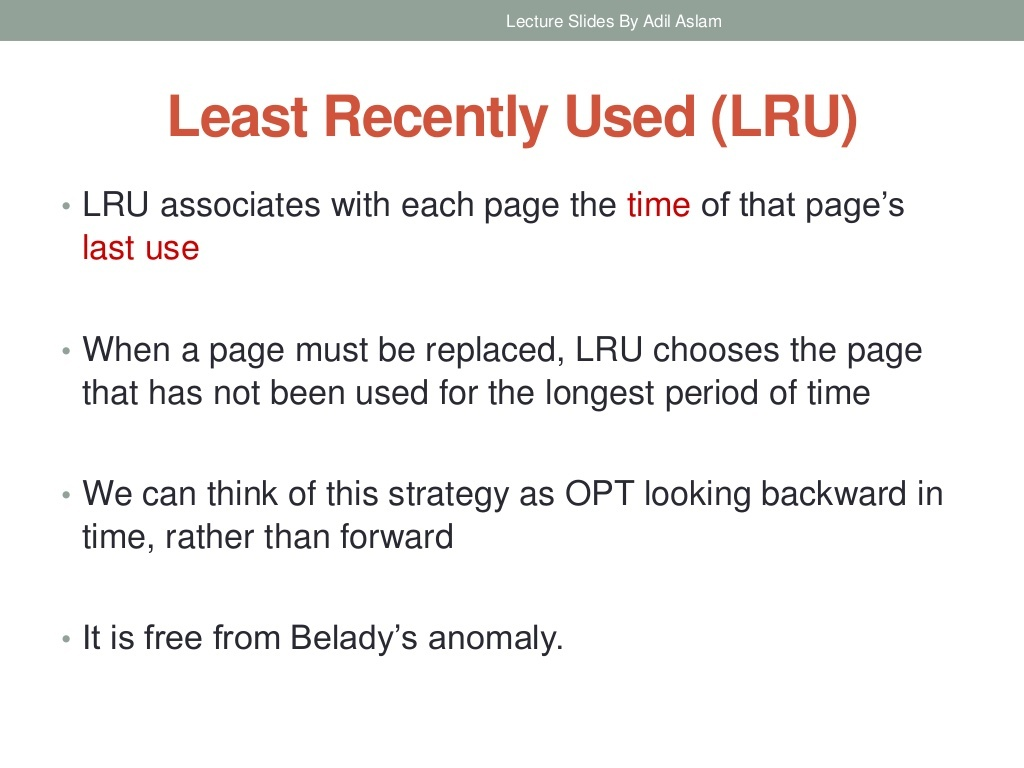 Lecture Slides By Adil Aslam
Least Recently Used (LRU)
• LRU associates with each page the time of that page’s
last use
• When a page must be replaced, LRU chooses the page
that has not been used for the longest period of time
• We can think of this strategy as OPT looking backward in
time, rather than forward
• It is free from Belady’s anomaly.